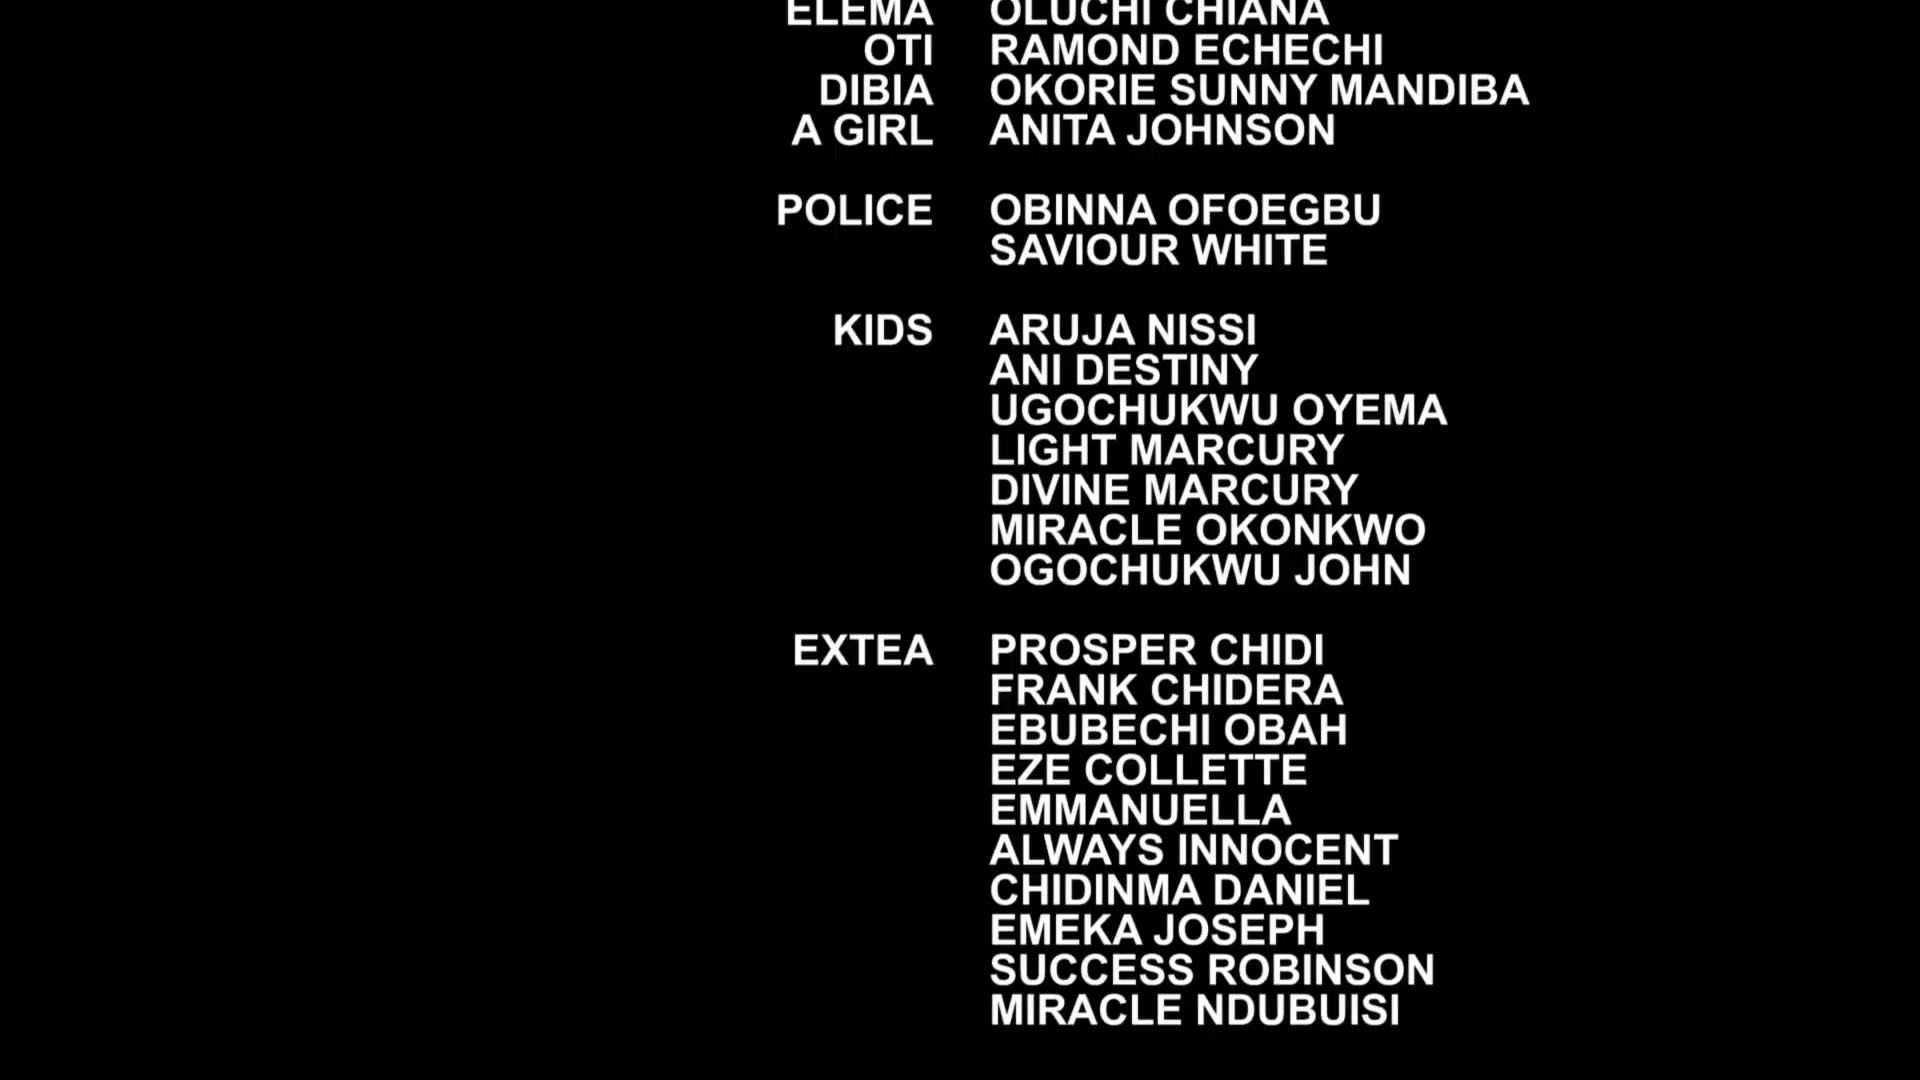 ELEMA OLUCHI CHIANA
OTI RAMOND ECHECHI
DIBIA OKORIE SUNNY MANDIBA
A GIRL ANITA JOHNSON
POLICE OBINNA OFOEGBU
SAVIOUR WHITE
KIDS ARUJA NISSI
ANI DESTINY
UGOCHUKWU OYEMA
LIGHT MARCURY
DIVINE MARCURY
MIRACLE OKONKWO
OGOCHUKWU JOHN
EXTEA PROSPER CHIDI
FRANK CHIDERA
EBUBECHI OBAH
EZE COLLETTE
EMMANUELLA
ALWAYS INNOCENT
CHIDINMA DANIEL
EMEKA JOSEPH
SUCCESS ROBINSON
MIRACLE NDUBUISI